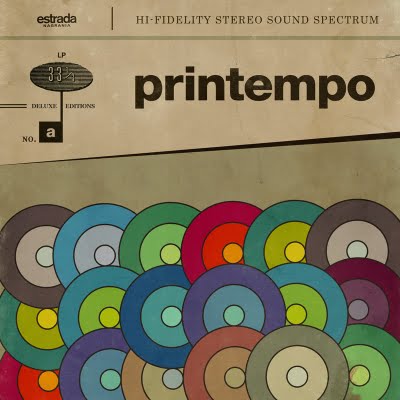 estrada
HI-FIDELITY STEREO SOUND SPECTRUM
LP
33⅓
printempo
DELUXE EDITIONS
NO. a